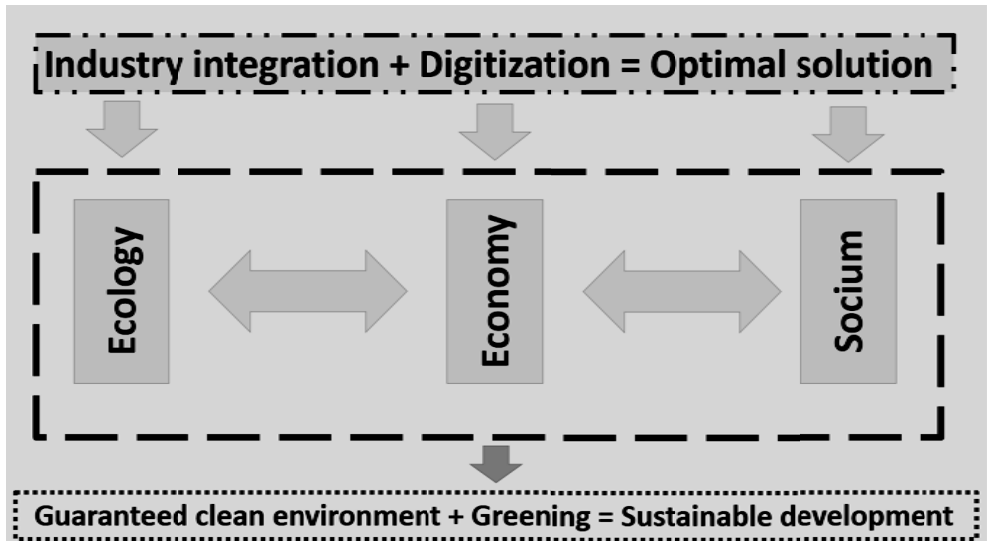 Industry integration + Digitization = Optimal solution
Ecology
Economy
Socium
Guaranteed clean environment + Greening = Sustainable development